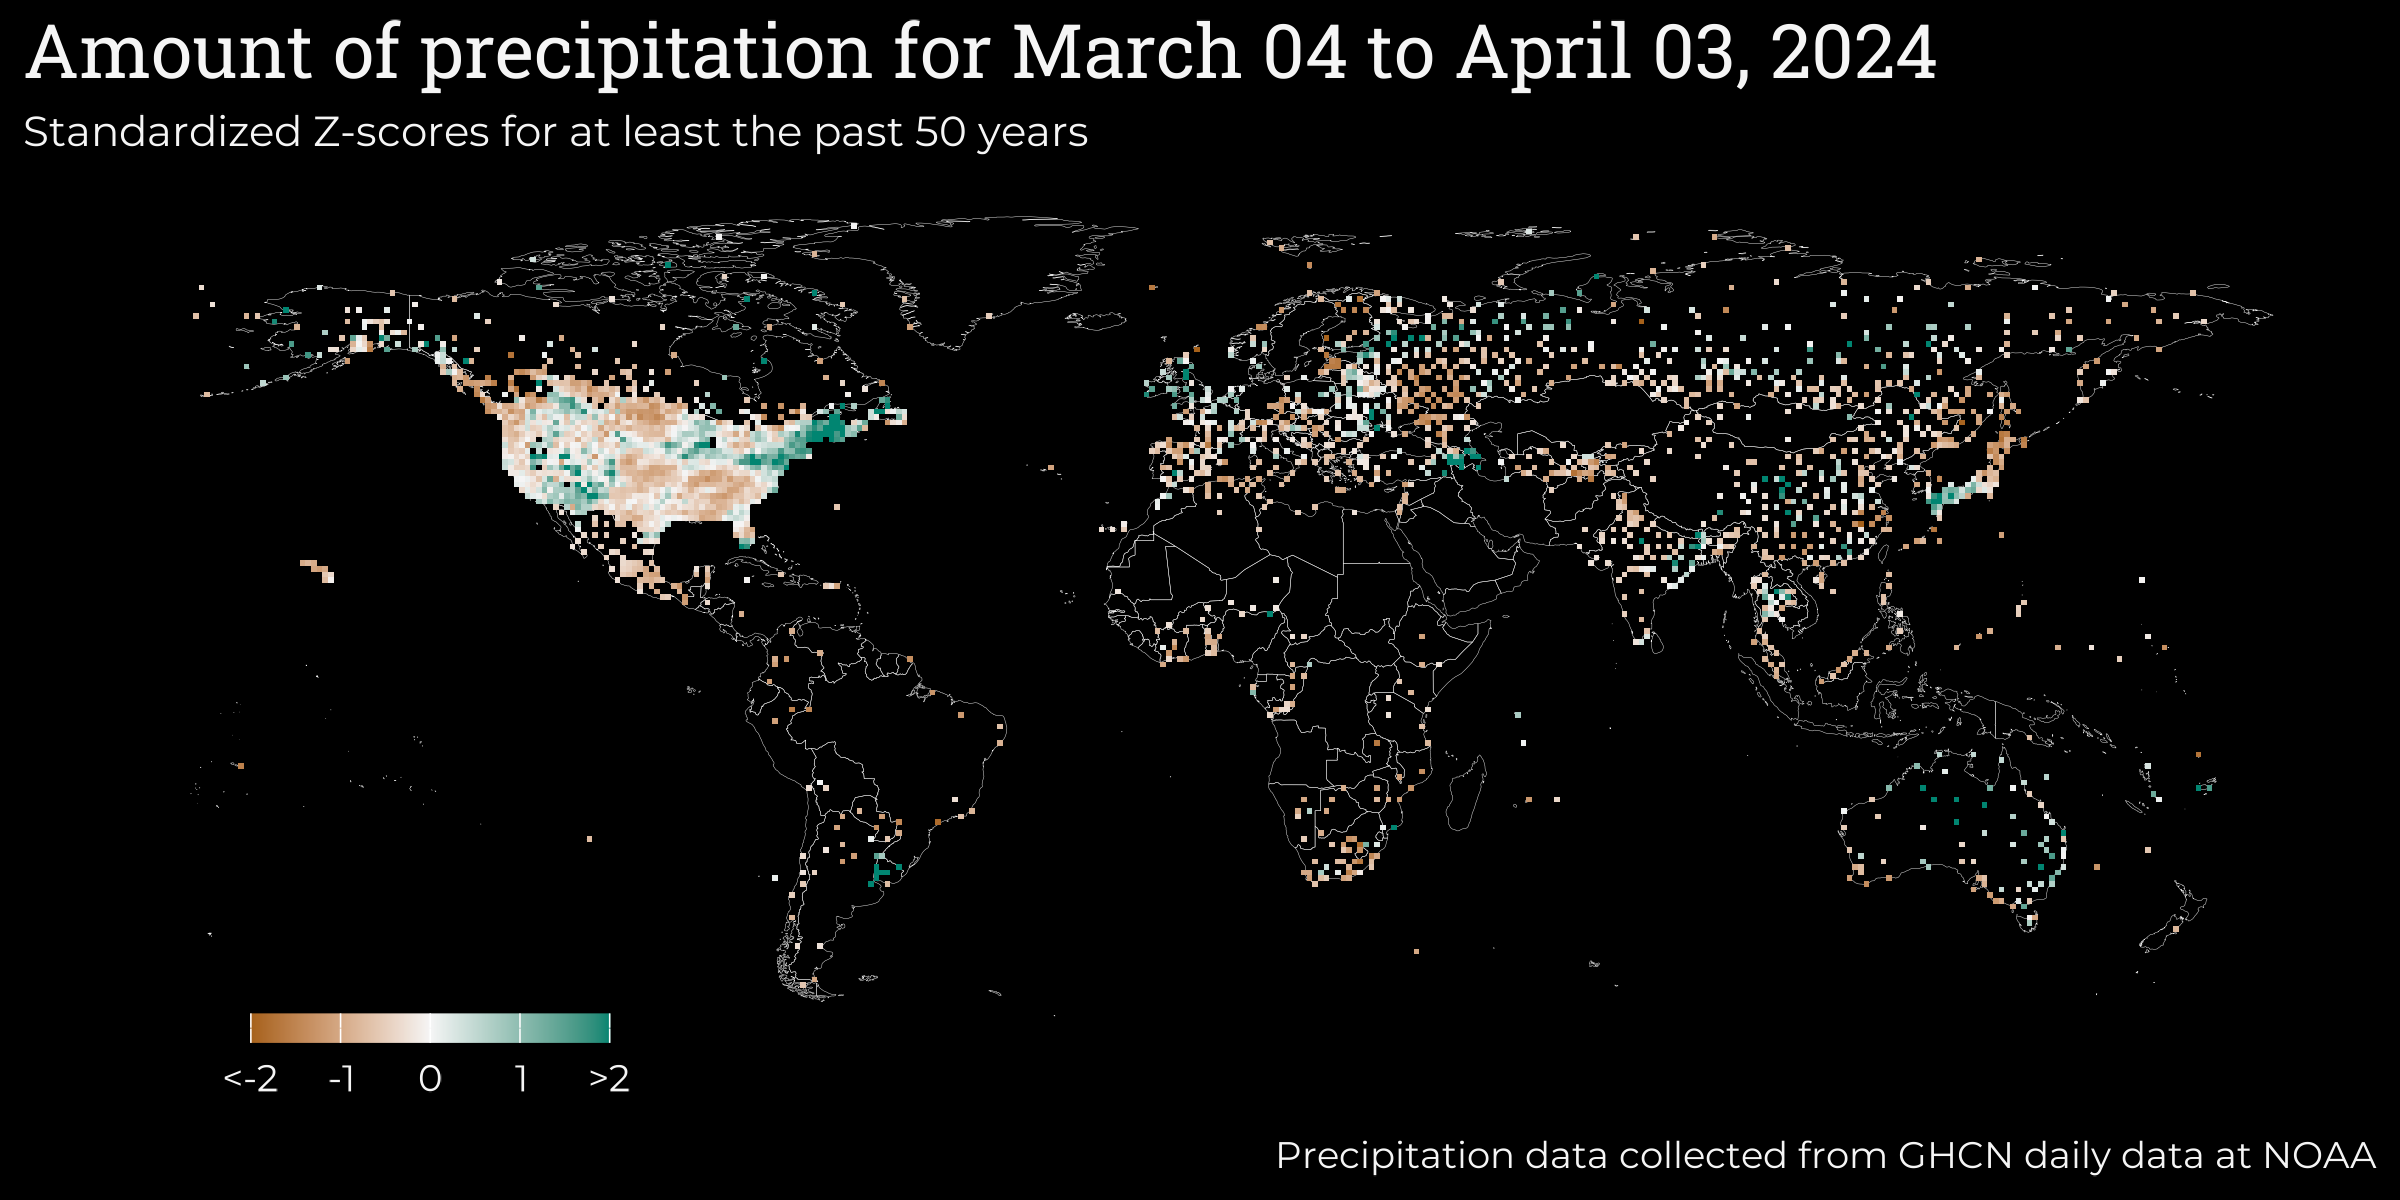 Amount of precipitation for March 04 to April 03, 2024
Standardized Z-scores for at least the past 50 years
<-2 -1 0 1 >2
Precipitation data collected from GHCN daily data at NOAA